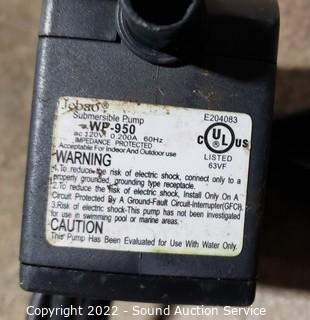 Jebao
Submersible Pump
WP-950
ac 120V 0.200A 60Hz
IMPEDANCE PROTECTED
Acceptable For Indoor And Outdoor use
E204083
C UL US
LISTED
63VF
WARNING
1.To reduce the risk of electric shock, connect only to a
properly grounded, grounding type receptacle.
2.To reduce the risk of electric shock, Install Only On A
Circuit Protected By A Ground-Fault Circuit-Interrupter(GFCI).
3.Risk of electric shock-This pump has not been investigated
for use in swimming pool or marine areas.
CAUTION
This Pump Has Been Evaluated for Use With Water Only.
Copyright 2022 - Sound Auction Service